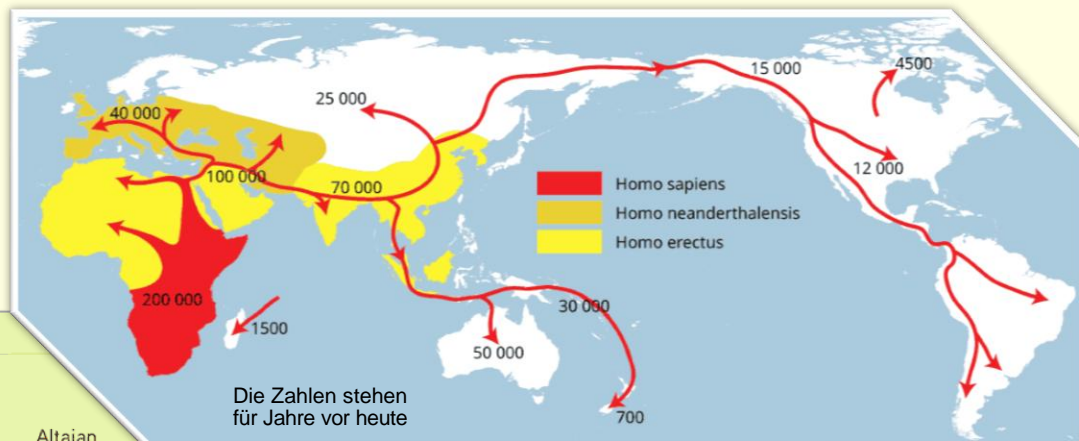 15 000
4500
25 000
40 000
12 000
100 000
70 000
Homo sapiens
Homo neanderthalensis
Homo erectus
200 000
1500
30 000
50 000
700
Die Zahlen stehen
für Jahre vor heute
Altaian